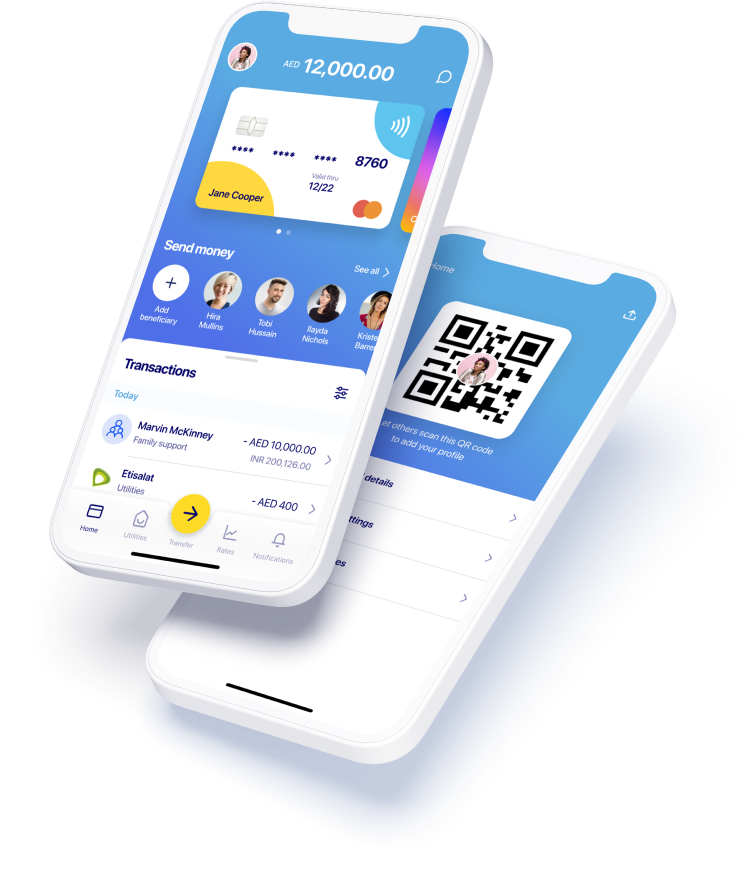 AED 12,000.00
**** **** **** 8760
Valid thru
12/22
Jane Cooper
Send money
See all
Add
beneficiary
Hira
Mullins
Tobi
Hussain
Ilayda
Nichols
Transactions
Today
Marvin McKinney
Family support
- AED 10,000.00
INR 200,126.00
Etisalat
Utilities
- AED 400
Home
Utilities
Transfer
Rates
Notifications
Home
Let others scan this QR code
to add your profile
details